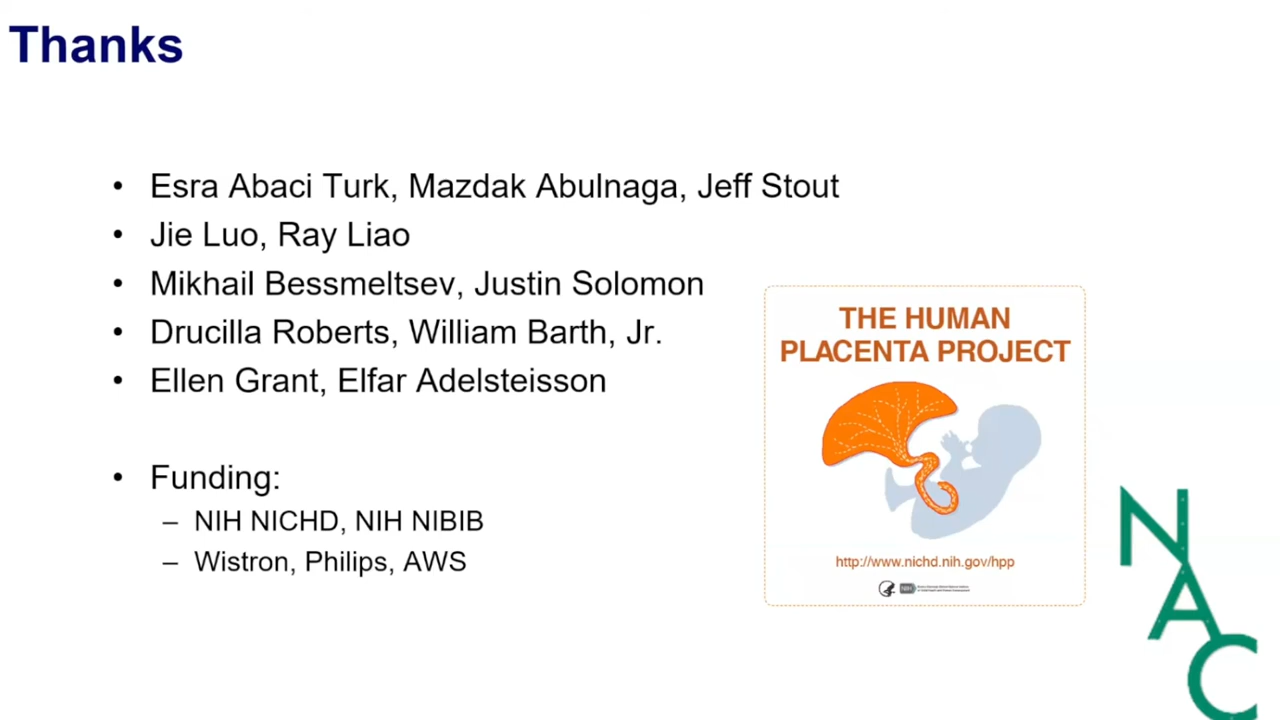 Thanks
• Esra Abaci Turk, Mazdak Abulnaga, Jeff Stout
• Jie Luo, Ray Liao
• Mikhail Bessmeltsev, Justin Solomon
• Drucilla Roberts, William Barth, Jr.
• Ellen Grant, Elfar Adelsteisson
• Funding:
– NIH NICHD, NIH NIBIB
– Wistron, Philips, AWS
THE HUMAN
PLACENTA PROJECT
http://www.nichd.nih.gov/hpp
NAC